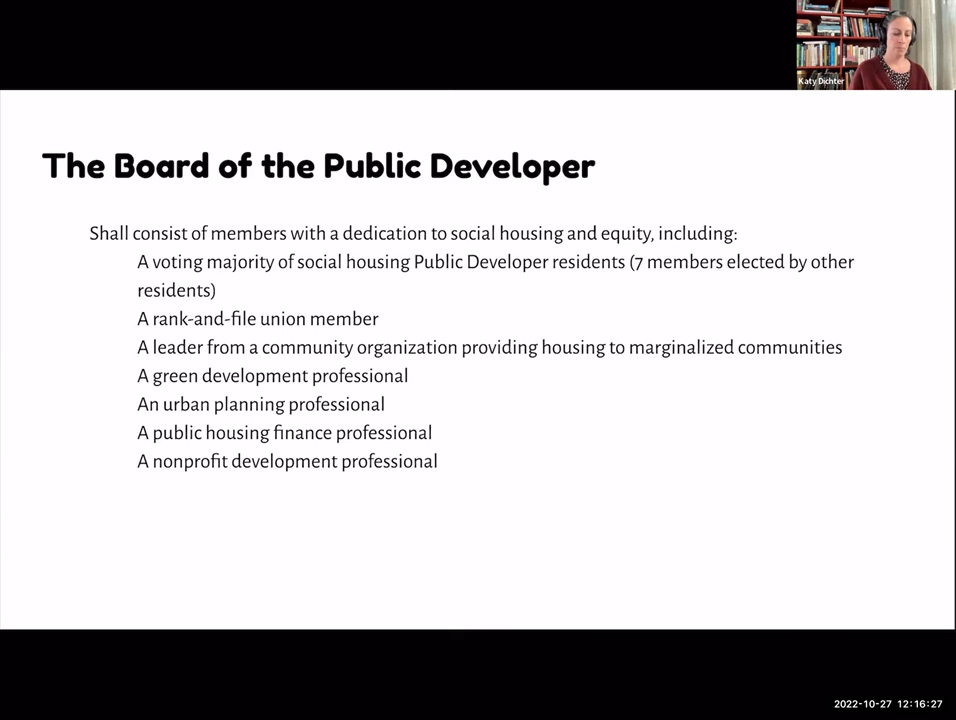 Katy Dichter
The Board of the Public Developer
Shall consist of members with a dedication to social housing and equity, including:
A voting majority of social housing Public Developer residents (7 members elected by other
residents)
A rank-and-file union member
A leader from a community organization providing housing to marginalized communities
A green development professional
An urban planning professional
A public housing finance professional
A nonprofit development professional
2022-10-27 12:16:27